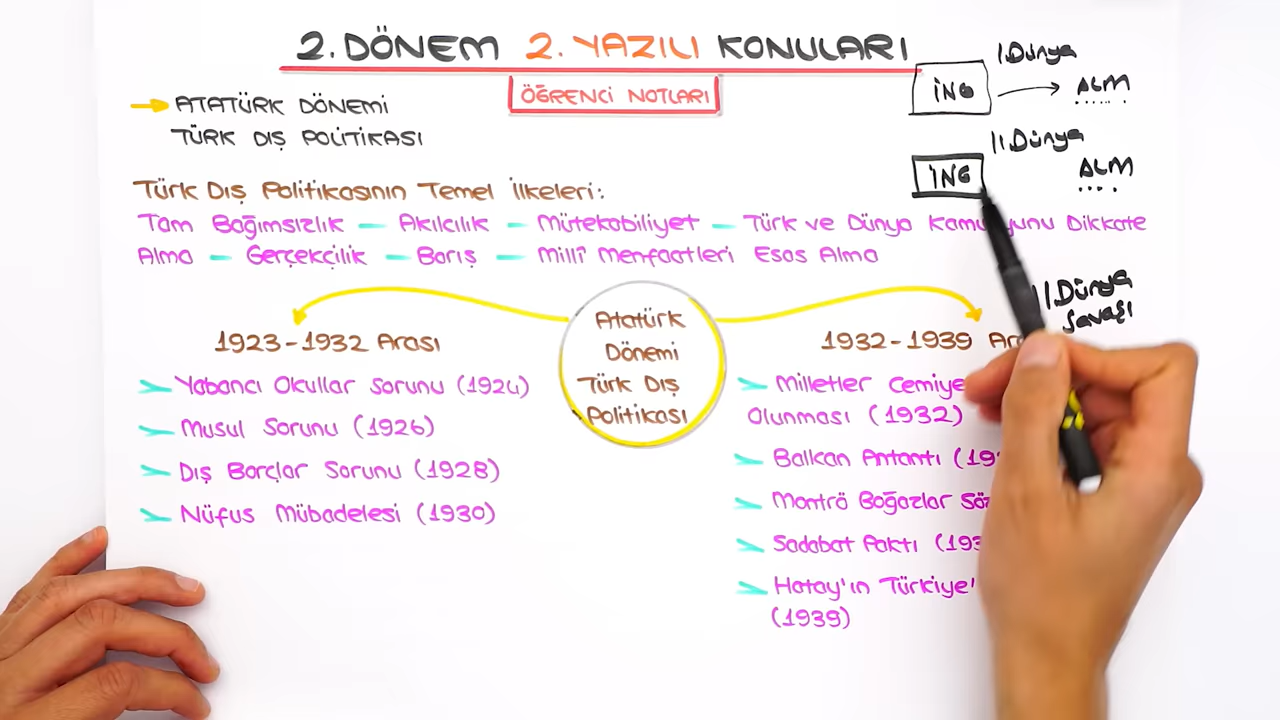 2. DÖNEM 2. YAZILI KONULARI
ÖĞRENCİ NOTLARI
ATATÜRK DÖNEMİ
TÜRK DIŞ POLİTİKASI
I.Dünya
İNG
ALM
II.Dünya
İNG
ALM
Türk Dış Politikasının Temel İlkeleri:
Tam Bağımsızlık — Akılcılık — Mütekabiliyet — Türk ve Dünya Dikkate
Alma — Gerçekçilik — Barış — Millî Menfaatleri Esas Alma
II.Dünya
Savaşı
Atatürk
Dönemi
Türk Dış
Politikası
1923-1932 Arası
Yabancı Okullar Sorunu (1924)
Musul Sorunu (1926)
Dış Borçlar Sorunu (1928)
Nüfus Mübadelesi (1930)
1932-1939
Milletler
Olunması (1932)
Balkan Antantı
Montrö Boğazlar
Sadabat Paktı
Hatay'ın
(1939)